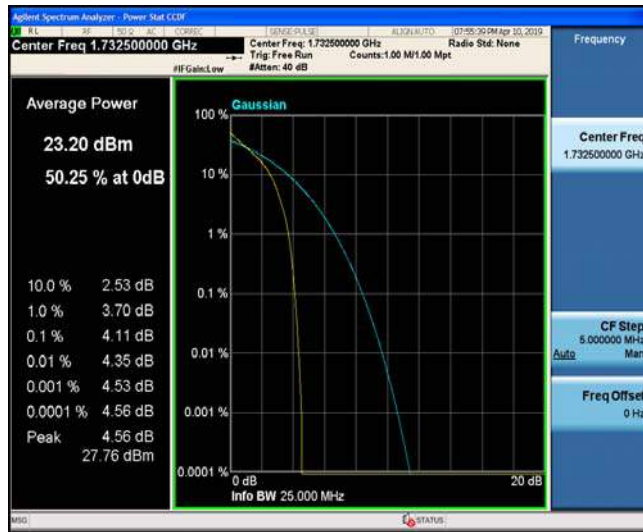 Agilent Spectrum Analyzer - Power Stat CCDF
RL RF 50 Ω AC CORREC SENSE:PULSE ALIGN AUTO 07:55:39 PM Apr 10, 2019
Center Freq 1.732500000 GHz
Center Freq: 1.732500000 GHz Radio Std: None
Trig: Free Run Counts:1.00 M/1.00 Mpt
#IFGain:Low #Atten: 40 dB
Frequency
Average Power
23.20 dBm
50.25 % at 0dB
10.0 % 2.53 dB
1.0 % 3.70 dB
0.1 % 4.11 dB
0.01 % 4.35 dB
0.001 % 4.53 dB
0.0001 % 4.56 dB
Peak 4.56 dB
27.76 dBm
Gaussian
100 %
10 %
1 %
0.1 %
0.01 %
0.001 %
0.0001 %
0 dB 20 dB
Info BW 25.000 MHz
Center Freq
1.732500000 GHz
CF Step
5.000000 MHz
Auto Man
Freq Offset
0 Hz
MSG STATUS